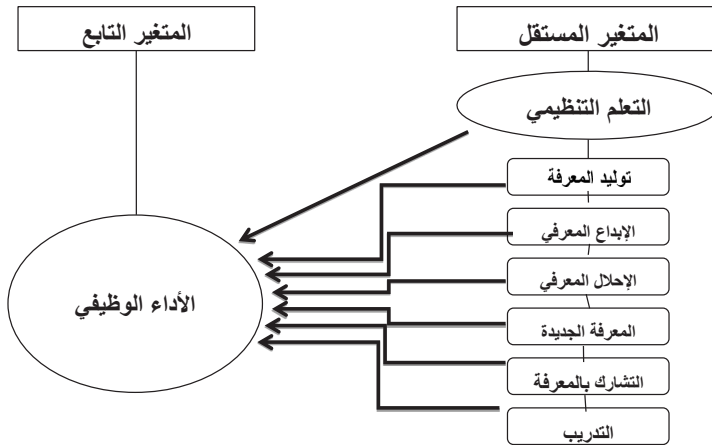 المتغير المستقل
المتغير التابع
التعلم التنظيمي
توليد المعرفة
الإبداع المعرفي
الإحلال المعرفي
المعرفة الجديدة
التشارك بالمعرفة
التدريب
الأداء الوظيفي